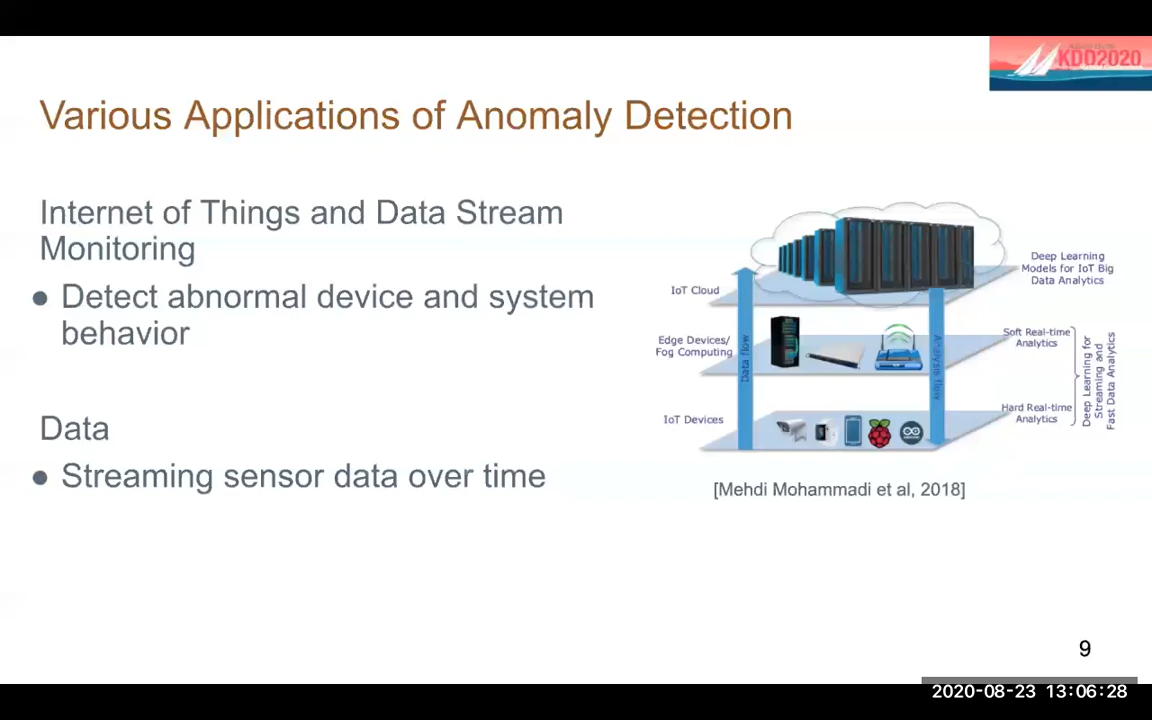 KDD2020
Various Applications of Anomaly Detection
Internet of Things and Data Stream
Monitoring
● Detect abnormal device and system
behavior
Data
● Streaming sensor data over time
IoT Cloud
Edge Devices/
Fog Computing
IoT Devices
Data flow
Analysis flow
Deep Learning
Models for IoT Big
Data Analytics
Soft Real-time
Analytics
Hard Real-time
Analytics
Deep Learning for
Streaming and
Fast Data Analytics
[Mehdi Mohammadi et al, 2018]
9
2020-08-23 13:06:28